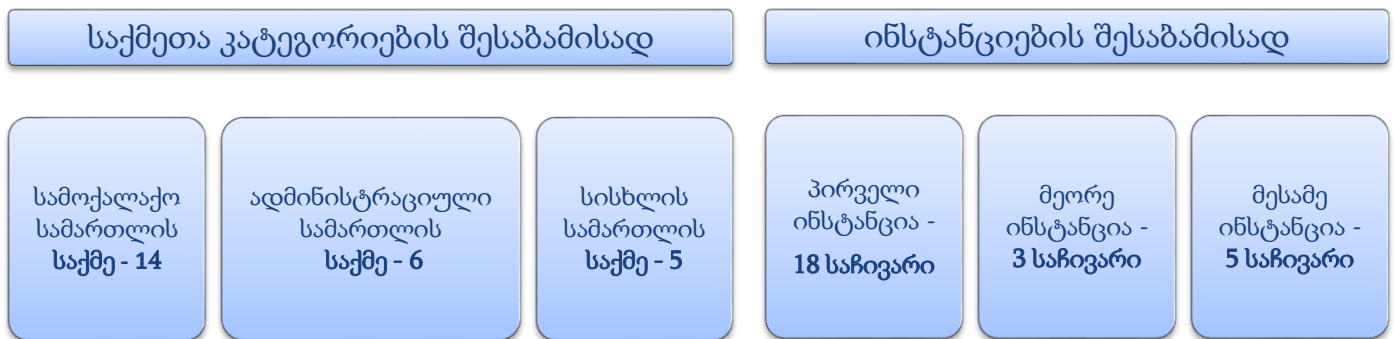 საქმეთა კატეგორიების შესაბამისად
სამოქალაქო
სამართლის
საქმე - 14
ადმინისტრაციული
სამართლის
საქმე - 6
სისხლის
სამართლის
საქმე - 5
ინსტანციების შესაბამისად
პირველი
ინსტანცია -
18 საჩივარი
მეორე
ინსტანცია -
3 საჩივარი
მესამე
ინსტანცია -
5 საჩივარი